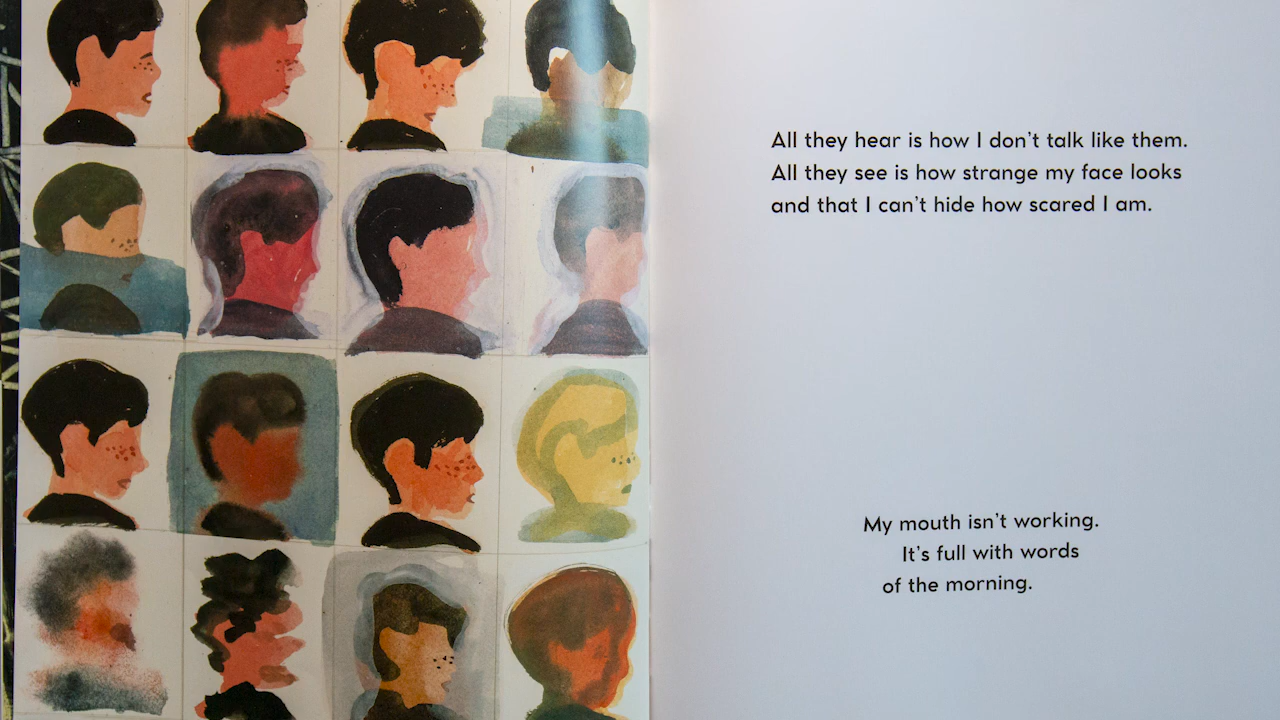 All they hear is how I don't talk like them.
All they see is how strange my face looks
and that I can't hide how scared I am.
My mouth isn't working.
It's full with words
of the morning.